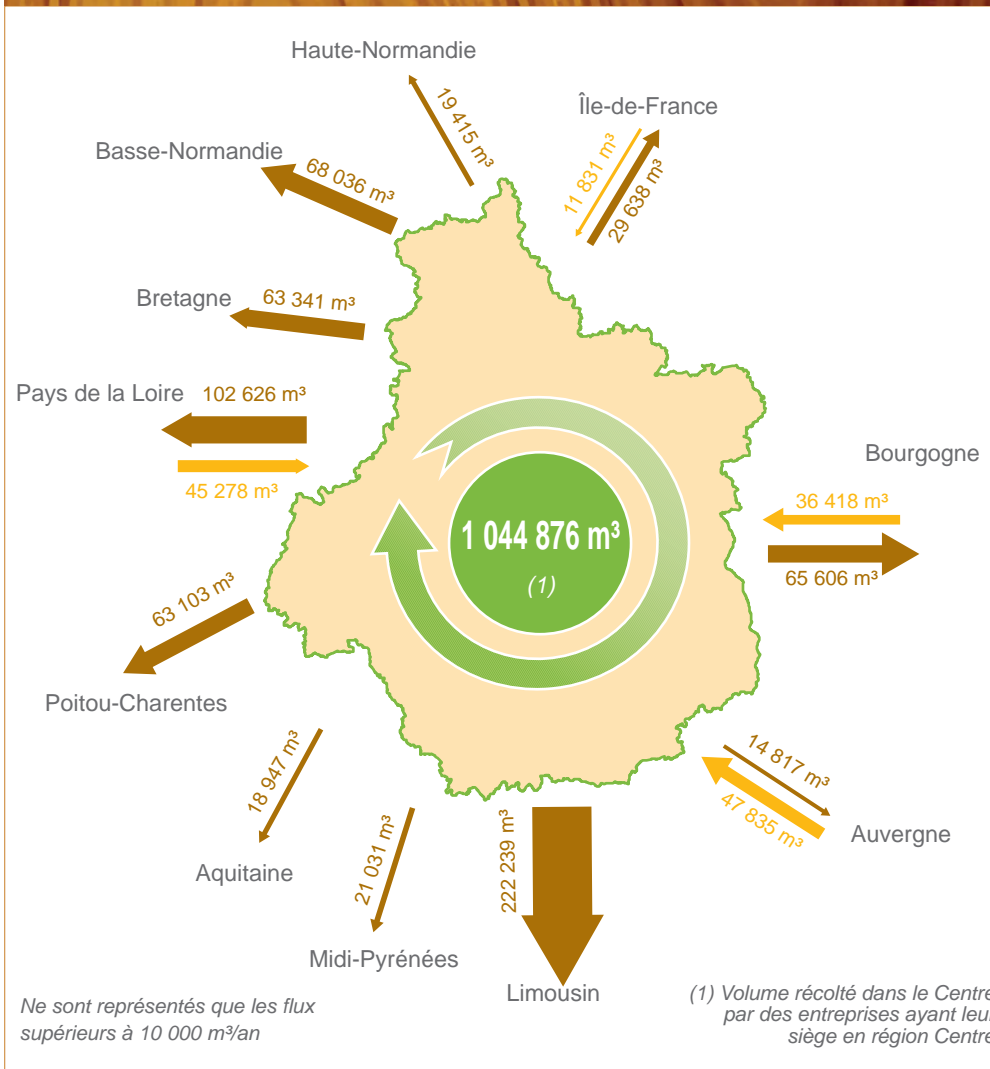 Haute-Normandie
19 415 m³
Île-de-France
11 831 m³
29 638 m³
Basse-Normandie
68 036 m³
Bretagne
63 341 m³
Pays de la Loire
102 626 m³
45 278 m³
Bourgogne
36 418 m³
65 606 m³
1 044 876 m³
(1)
63 103 m³
Poitou-Charentes
18 947 m³
Aquitaine
21 031 m³
Midi-Pyrénées
222 239 m³
Limousin
14 817 m³
47 835 m³
Auvergne
Ne sont représentés que les flux
supérieurs à 10 000 m³/an
(1) Volume récolté dans le Centre
par des entreprises ayant leur
siège en région Centre